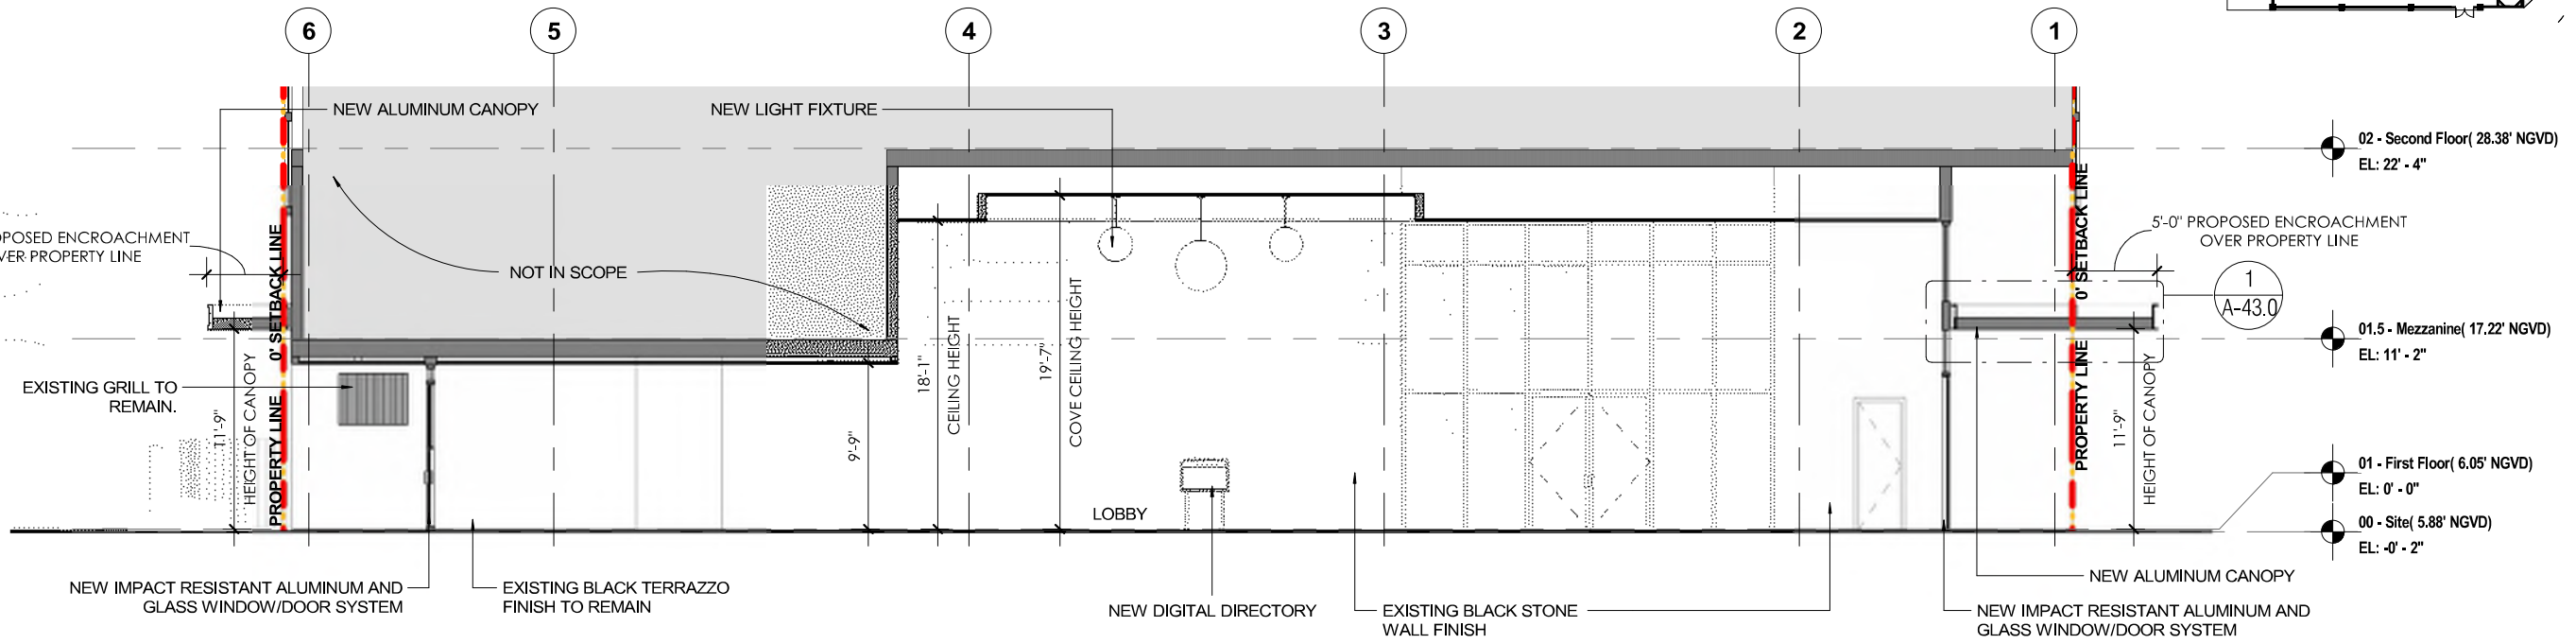 6
5
4
3
2
1
NEW ALUMINUM CANOPY
NEW LIGHT FIXTURE
02 - Second Floor( 28.38' NGVD)
EL: 22' - 4"
ENCROACHMENT
PROPERTY LINE
0' SETBACK LINE
PROPERTY LINE
NOT IN SCOPE
0' SETBACK LINE
PROPERTY LINE
5'-0" PROPOSED ENCROACHMENT
OVER PROPERTY LINE
1
A-43.0
01.5 - Mezzanine( 17.22' NGVD)
EL: 11' - 2"
EXISTING GRILL TO
REMAIN.
11'-9"
HEIGHT OF CANOPY
9'-9"
18'-1"
CEILING HEIGHT
19'-7"
COVE CEILING HEIGHT
11'-9"
HEIGHT OF CANOPY
01 - First Floor( 6.05' NGVD)
EL: 0' - 0"
LOBBY
00 - Site( 5.88' NGVD)
EL: -0' - 2"
NEW IMPACT RESISTANT ALUMINUM AND
GLASS WINDOW/DOOR SYSTEM
EXISTING BLACK TERRAZZO
FINISH TO REMAIN
NEW DIGITAL DIRECTORY
EXISTING BLACK STONE
WALL FINISH
NEW ALUMINUM CANOPY
NEW IMPACT RESISTANT ALUMINUM AND
GLASS WINDOW/DOOR SYSTEM